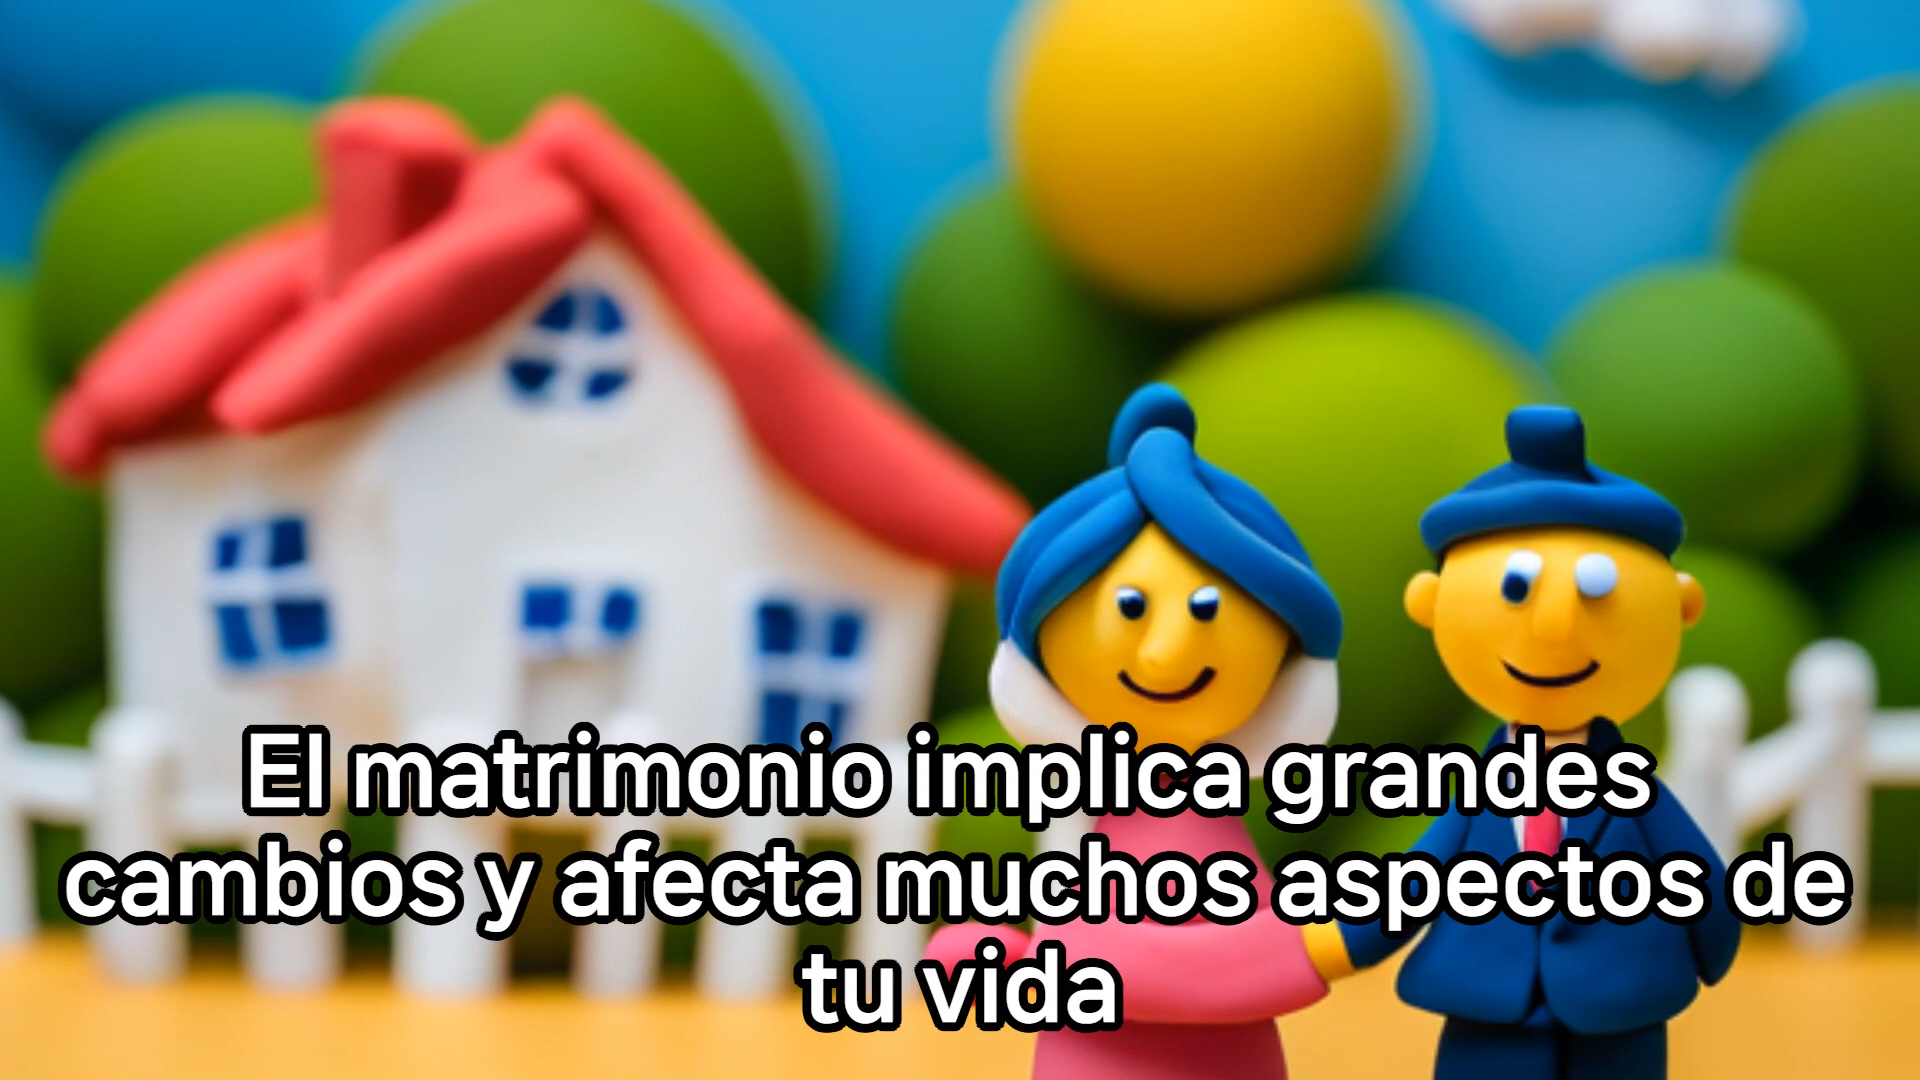 El matrimonio implica grandes
cambios y afecta muchos aspectos de
tu vida